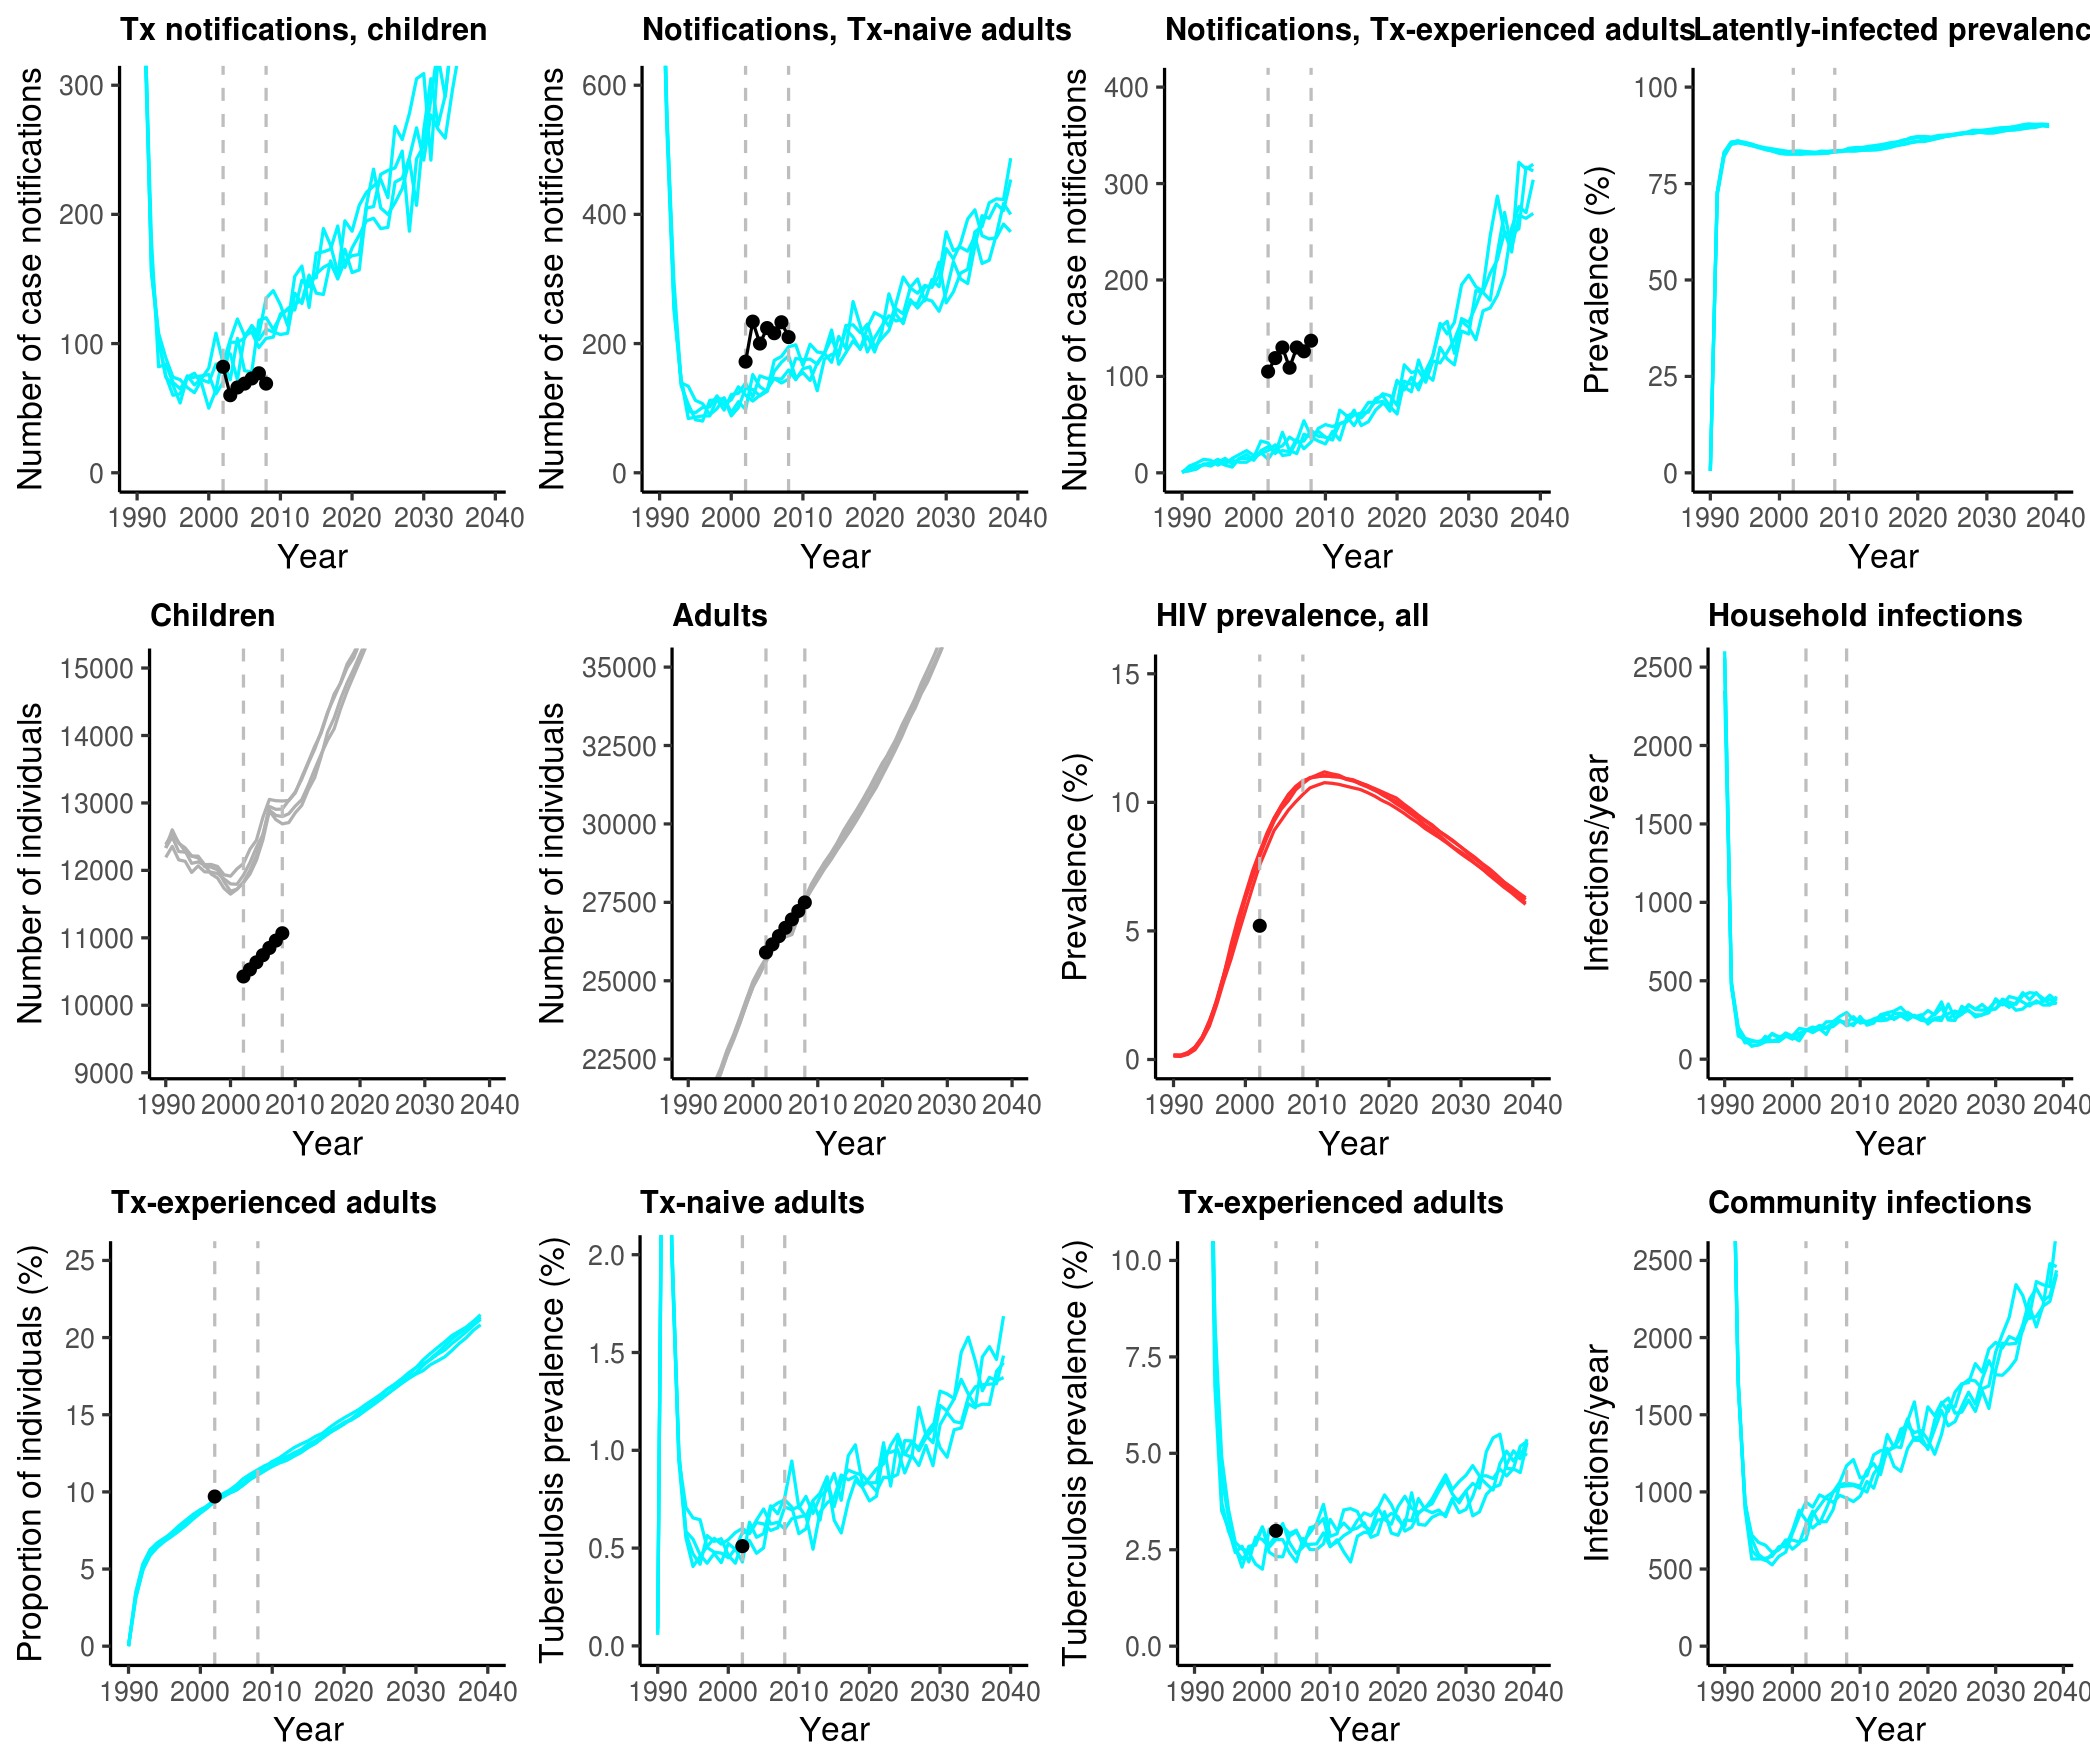 Tx notifications, children
Number of case notifications
300
200
100
0
1990 2000 2010 2020 2030 2040
Year
Notifications, Tx-naive adults
Number of case notifications
600
400
200
0
1990 2000 2010 2020 2030 2040
Year
Notifications, Tx-experienced adults
Number of case notifications
400
300
200
100
0
1990 2000 2010 2020 2030 2040
Year
Latently-infected prevalenc
Prevalence (%)
100
75
50
25
0
1990 2000 2010 2020 2030 2040
Year
Children
Number of individuals
15000
14000
13000
12000
11000
10000
9000
1990 2000 2010 2020 2030 2040
Year
Adults
Number of individuals
35000
32500
30000
27500
25000
22500
1990 2000 2010 2020 2030 2040
Year
HIV prevalence, all
Prevalence (%)
15
10
5
0
1990 2000 2010 2020 2030 2040
Year
Household infections
Infections/year
2500
2000
1500
1000
500
0
1990 2000 2010 2020 2030 2040
Year
Tx-experienced adults
Proportion of individuals (%)
25
20
15
10
5
0
1990 2000 2010 2020 2030 2040
Year
Tx-naive adults
Tuberculosis prevalence (%)
2.0
1.5
1.0
0.5
0.0
1990 2000 2010 2020 2030 2040
Year
Tx-experienced adults
Tuberculosis prevalence (%)
10.0
7.5
5.0
2.5
0.0
1990 2000 2010 2020 2030 2040
Year
Community infections
Infections/year
2500
2000
1500
1000
500
0
1990 2000 2010 2020 2030 2040
Year